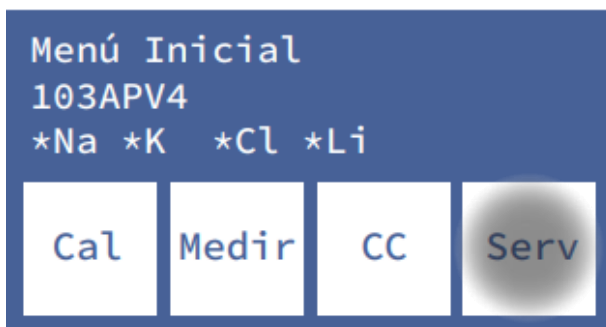 Menú Inicial
103APV4
*Na *K *Cl *Li
Cal Medir CC Serv